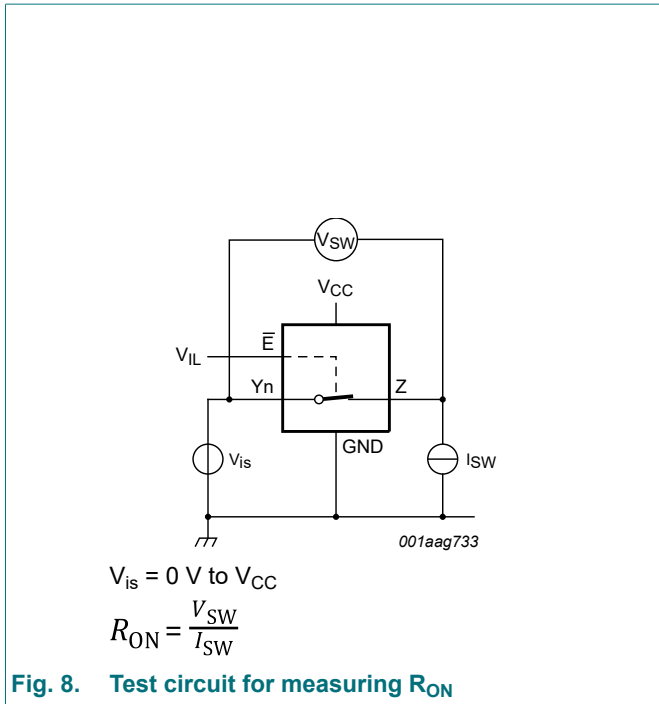 VSW
VCC
E̅
VIL
Yn
Z
GND
Vis
ISW
001aag733
Vis = 0 V to VCC
RON = VSW / ISW
Fig. 8. Test circuit for measuring RON